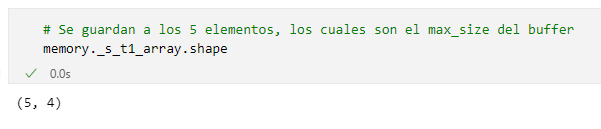 # Se guardan a los 5 elementos, los cuales son el max_size del buffer
memory._s_t1_array.shape
0.0s
(5, 4)